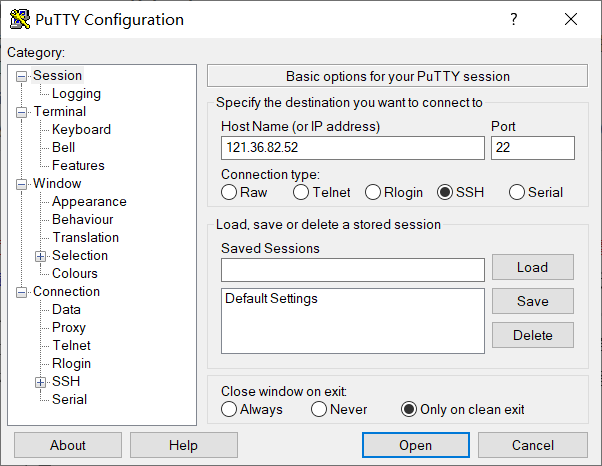 PuTTY Configuration
?
Category:
Session
Logging
Terminal
Keyboard
Bell
Features
Window
Appearance
Behaviour
Translation
Selection
Colours
Connection
Data
Proxy
Telnet
Rlogin
SSH
Serial
Basic options for your PuTTY session
Specify the destination you want to connect to
Host Name (or IP address) Port
121.36.82.52 22
Connection type:
Raw Telnet Rlogin SSH Serial
Load, save or delete a stored session
Saved Sessions
Load
Default Settings
Save
Delete
Close window on exit:
Always Never Only on clean exit
About Help Open Cancel